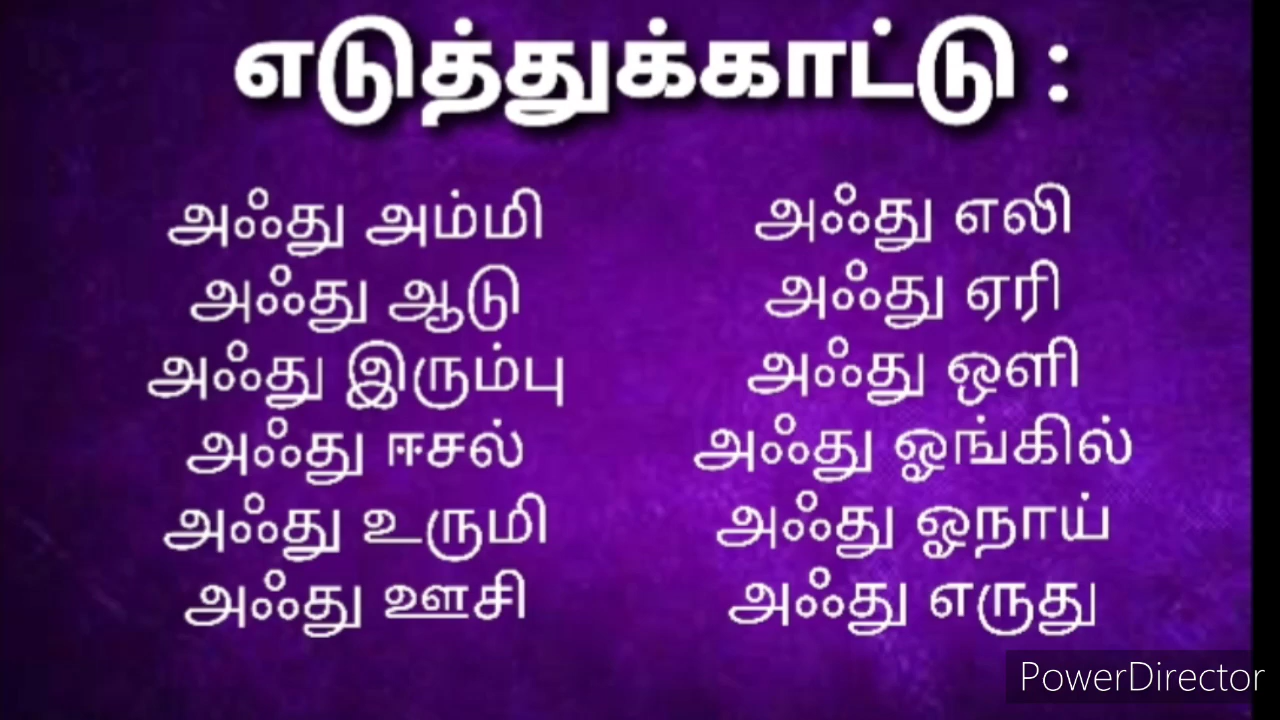 எடுத்துக்காட்டு :
அஃது அம்மி
அஃது ஆடு
அஃது இரும்பு
அஃது ஈசல்
அஃது உருமி
அஃது ஊசி
அஃது எலி
அஃது ஏரி
அஃது ஒளி
அஃது ஓங்கில்
அஃது ஓநாய்
அஃது எருது
PowerDirector